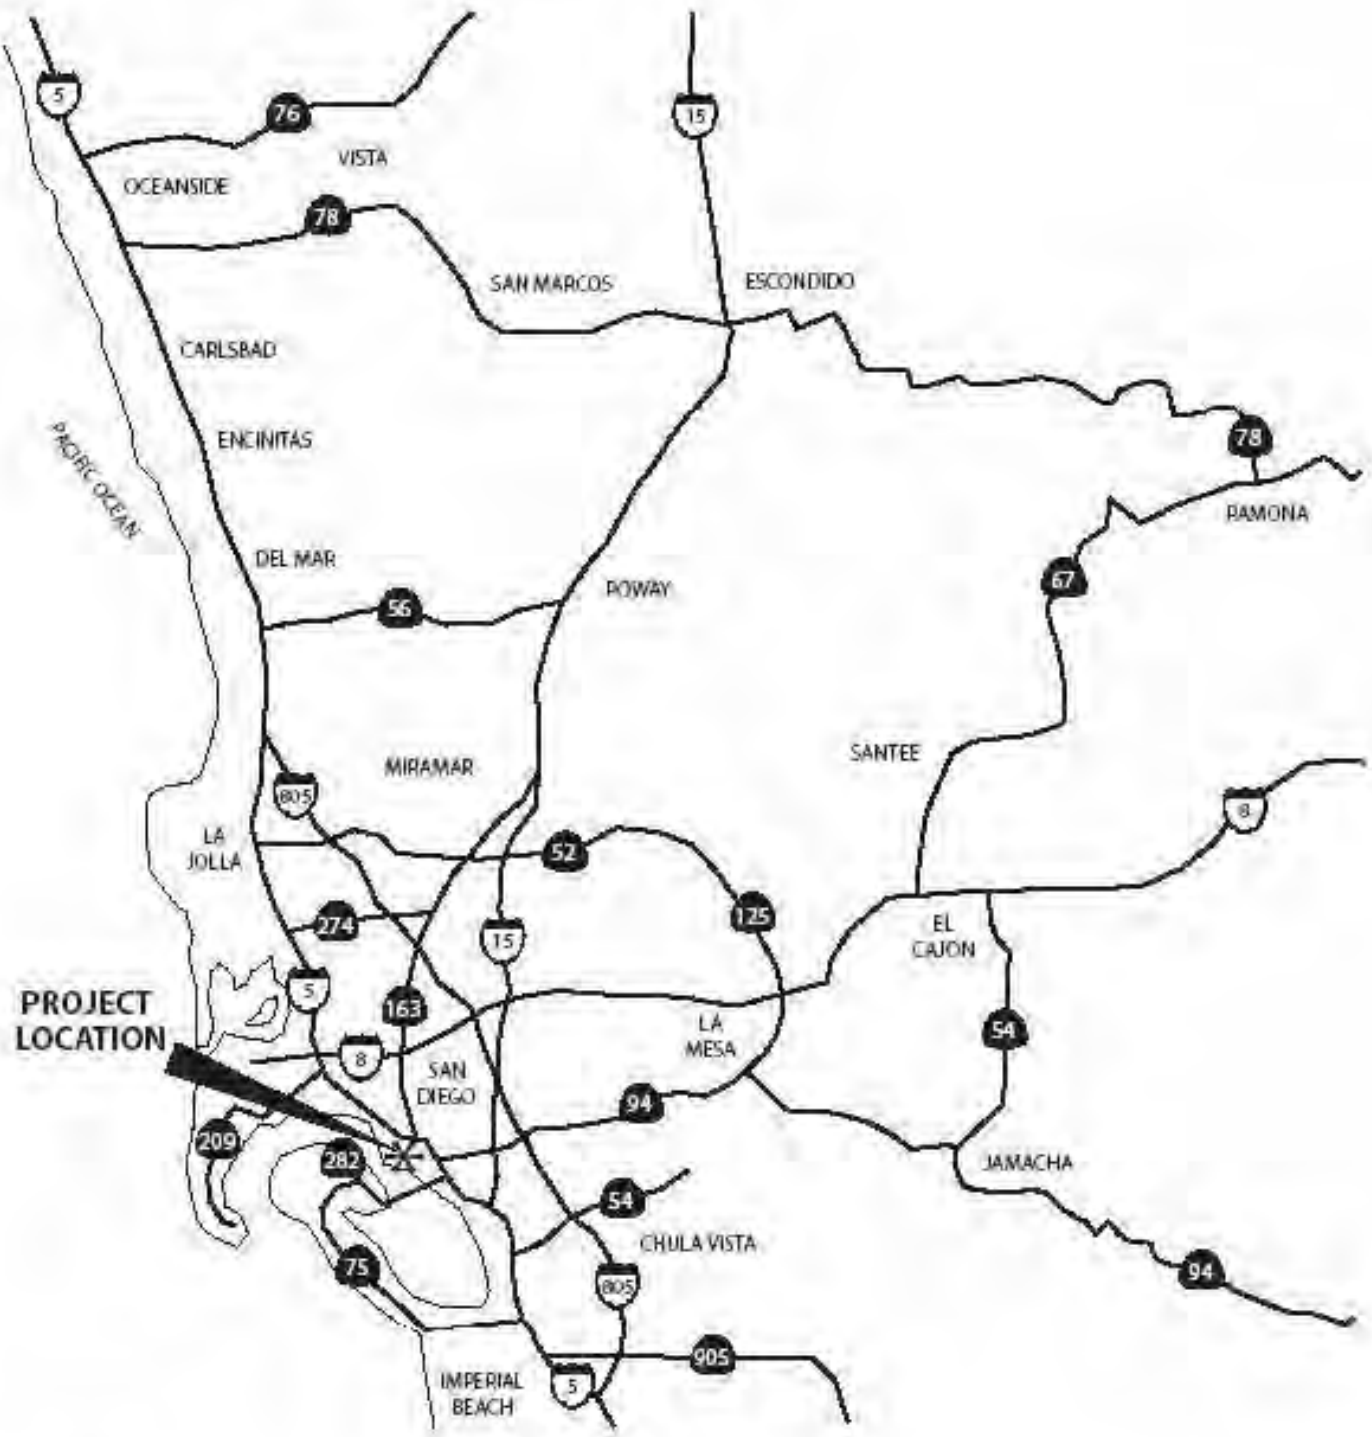 5
76
15
VISTA
OCEANSIDE
78
SAN MARCOS
ESCONDIDO
CARLSBAD
PACIFIC OCEAN
ENCINITAS
78
RAMONA
DEL MAR
67
56
POWAY
SANTEE
MIRAMAR
805
8
LA
JOLLA
52
125
274
15
EL
CAJON
5
PROJECT
LOCATION
163
8
LA
MESA
54
SAN
DIEGO
94
209
282
JAMACHA
54
CHULA VISTA
75
805
94
905
IMPERIAL
BEACH
5